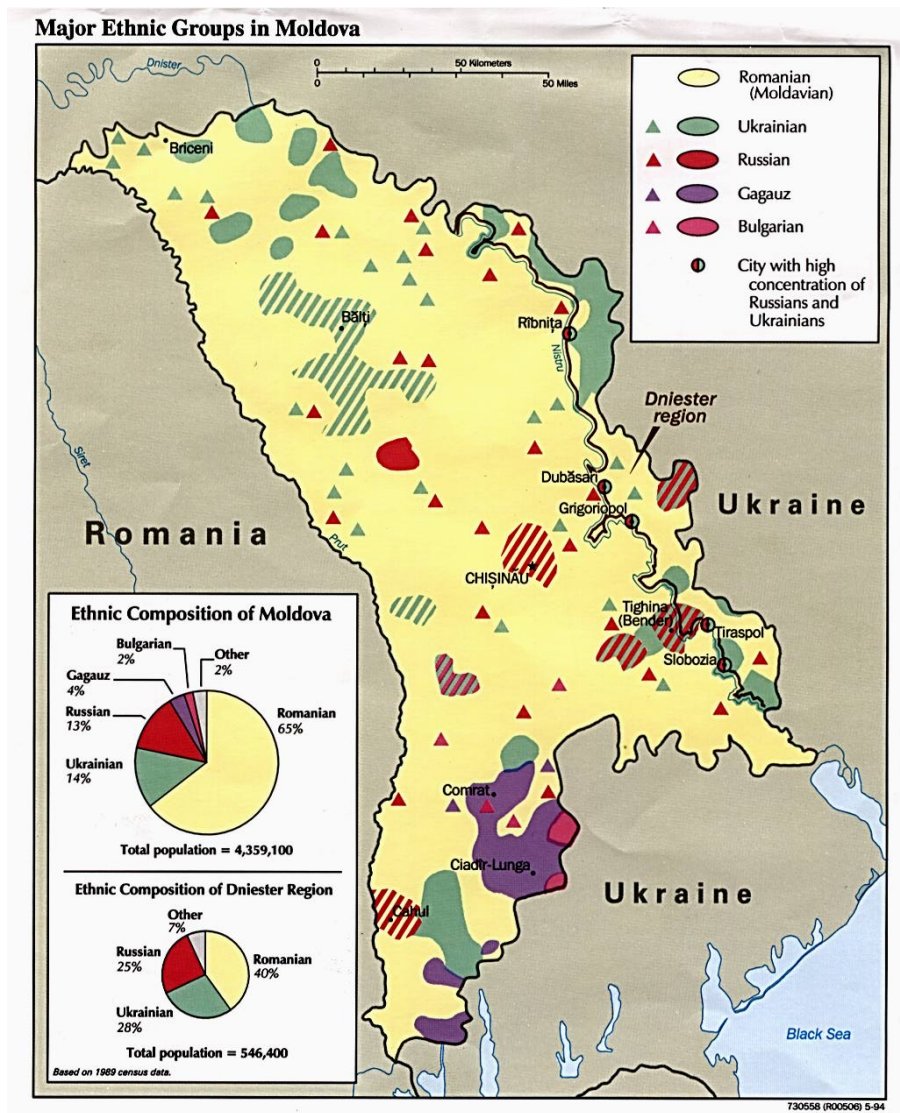 Major Ethnic Groups in Moldova
Dnister
0 50 Kilometers
0 50 Miles
Romanian
(Moldavian)
Ukrainian
Russian
Gagauz
Bulgarian
City with high
concentration of
Russians and
Ukrainians
Briceni
Bălţi
Rîbniţa
Nistru
Dniester
region
Siret
Dubăsari
Grigoriopol
Ukraine
Romania
Prut
CHIŞINĂU
Tighina
(Bender)
Tiraspol
Slobozia
Comrat
Ciadîr-Lunga
Ukraine
Cahul
Black Sea
Ethnic Composition of Moldova
Bulgarian
2%
Other
2%
Gagauz
4%
Russian
13%
Romanian
65%
Ukrainian
14%
Total population = 4,359,100
Ethnic Composition of Dniester Region
Other
7%
Russian
25%
Romanian
40%
Ukrainian
28%
Total population = 546,400
Based on 1989 census data.
730558 (R00506) 5-94